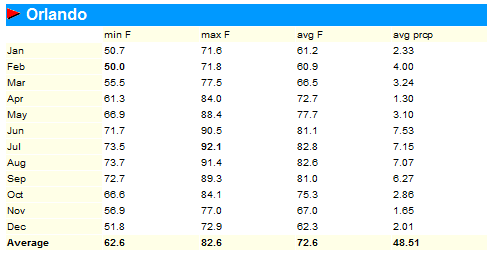 Orlando
min F max F avg F avg prcp
Jan 50.7 71.6 61.2 2.33
Feb 50.0 71.8 60.9 4.00
Mar 55.5 77.5 66.5 3.24
Apr 61.3 84.0 72.7 1.30
May 66.9 88.4 77.7 3.10
Jun 71.7 90.5 81.1 7.53
Jul 73.5 92.1 82.8 7.15
Aug 73.7 91.4 82.6 7.07
Sep 72.7 89.3 81.0 6.27
Oct 66.6 84.1 75.3 2.86
Nov 56.9 77.0 67.0 1.65
Dec 51.8 72.9 62.3 2.01
Average 62.6 82.6 72.6 48.51